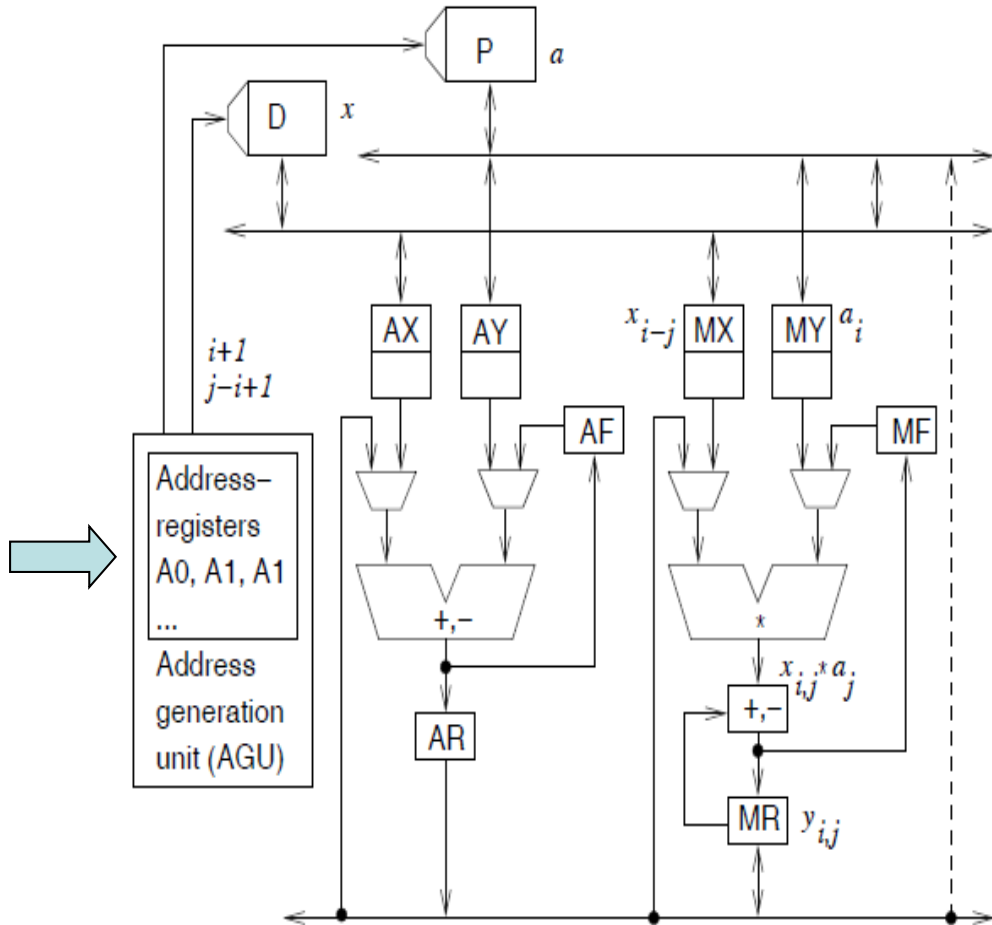 P
a
D
x
AX
AY
x i-j
MX
MY
a i
i+1
j-i+1
AF
MF
Address-
registers
A0, A1, A1
...
Address
generation
unit (AGU)
+,-
*
x i,j * a j
+,-
AR
MR
y i,j